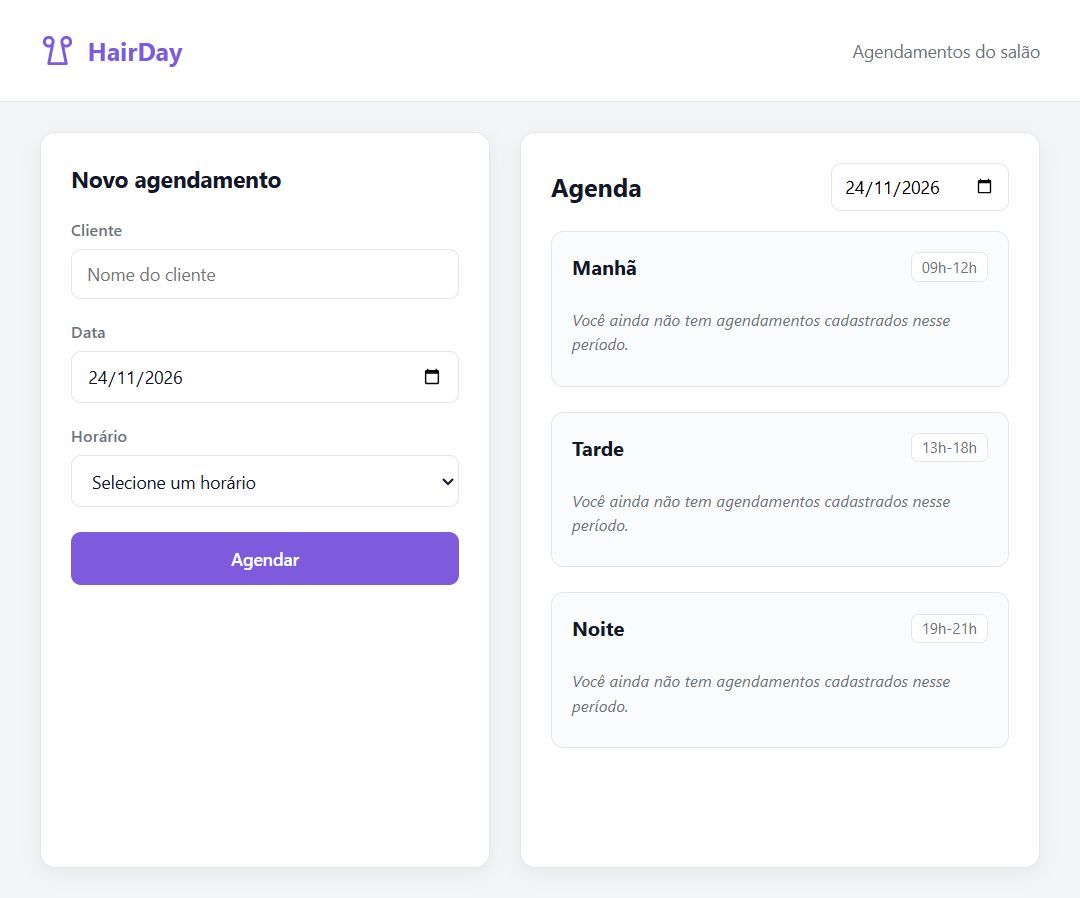 HairDay
Agendamentos do salão
Novo agendamento
Cliente
Nome do cliente
Data
24/11/2026
Horário
Selecione um horário
Agendar
Agenda
24/11/2026
Manhã
09h-12h
Você ainda não tem agendamentos cadastrados nesse
período.
Tarde
13h-18h
Você ainda não tem agendamentos cadastrados nesse
período.
Noite
19h-21h
Você ainda não tem agendamentos cadastrados nesse
período.